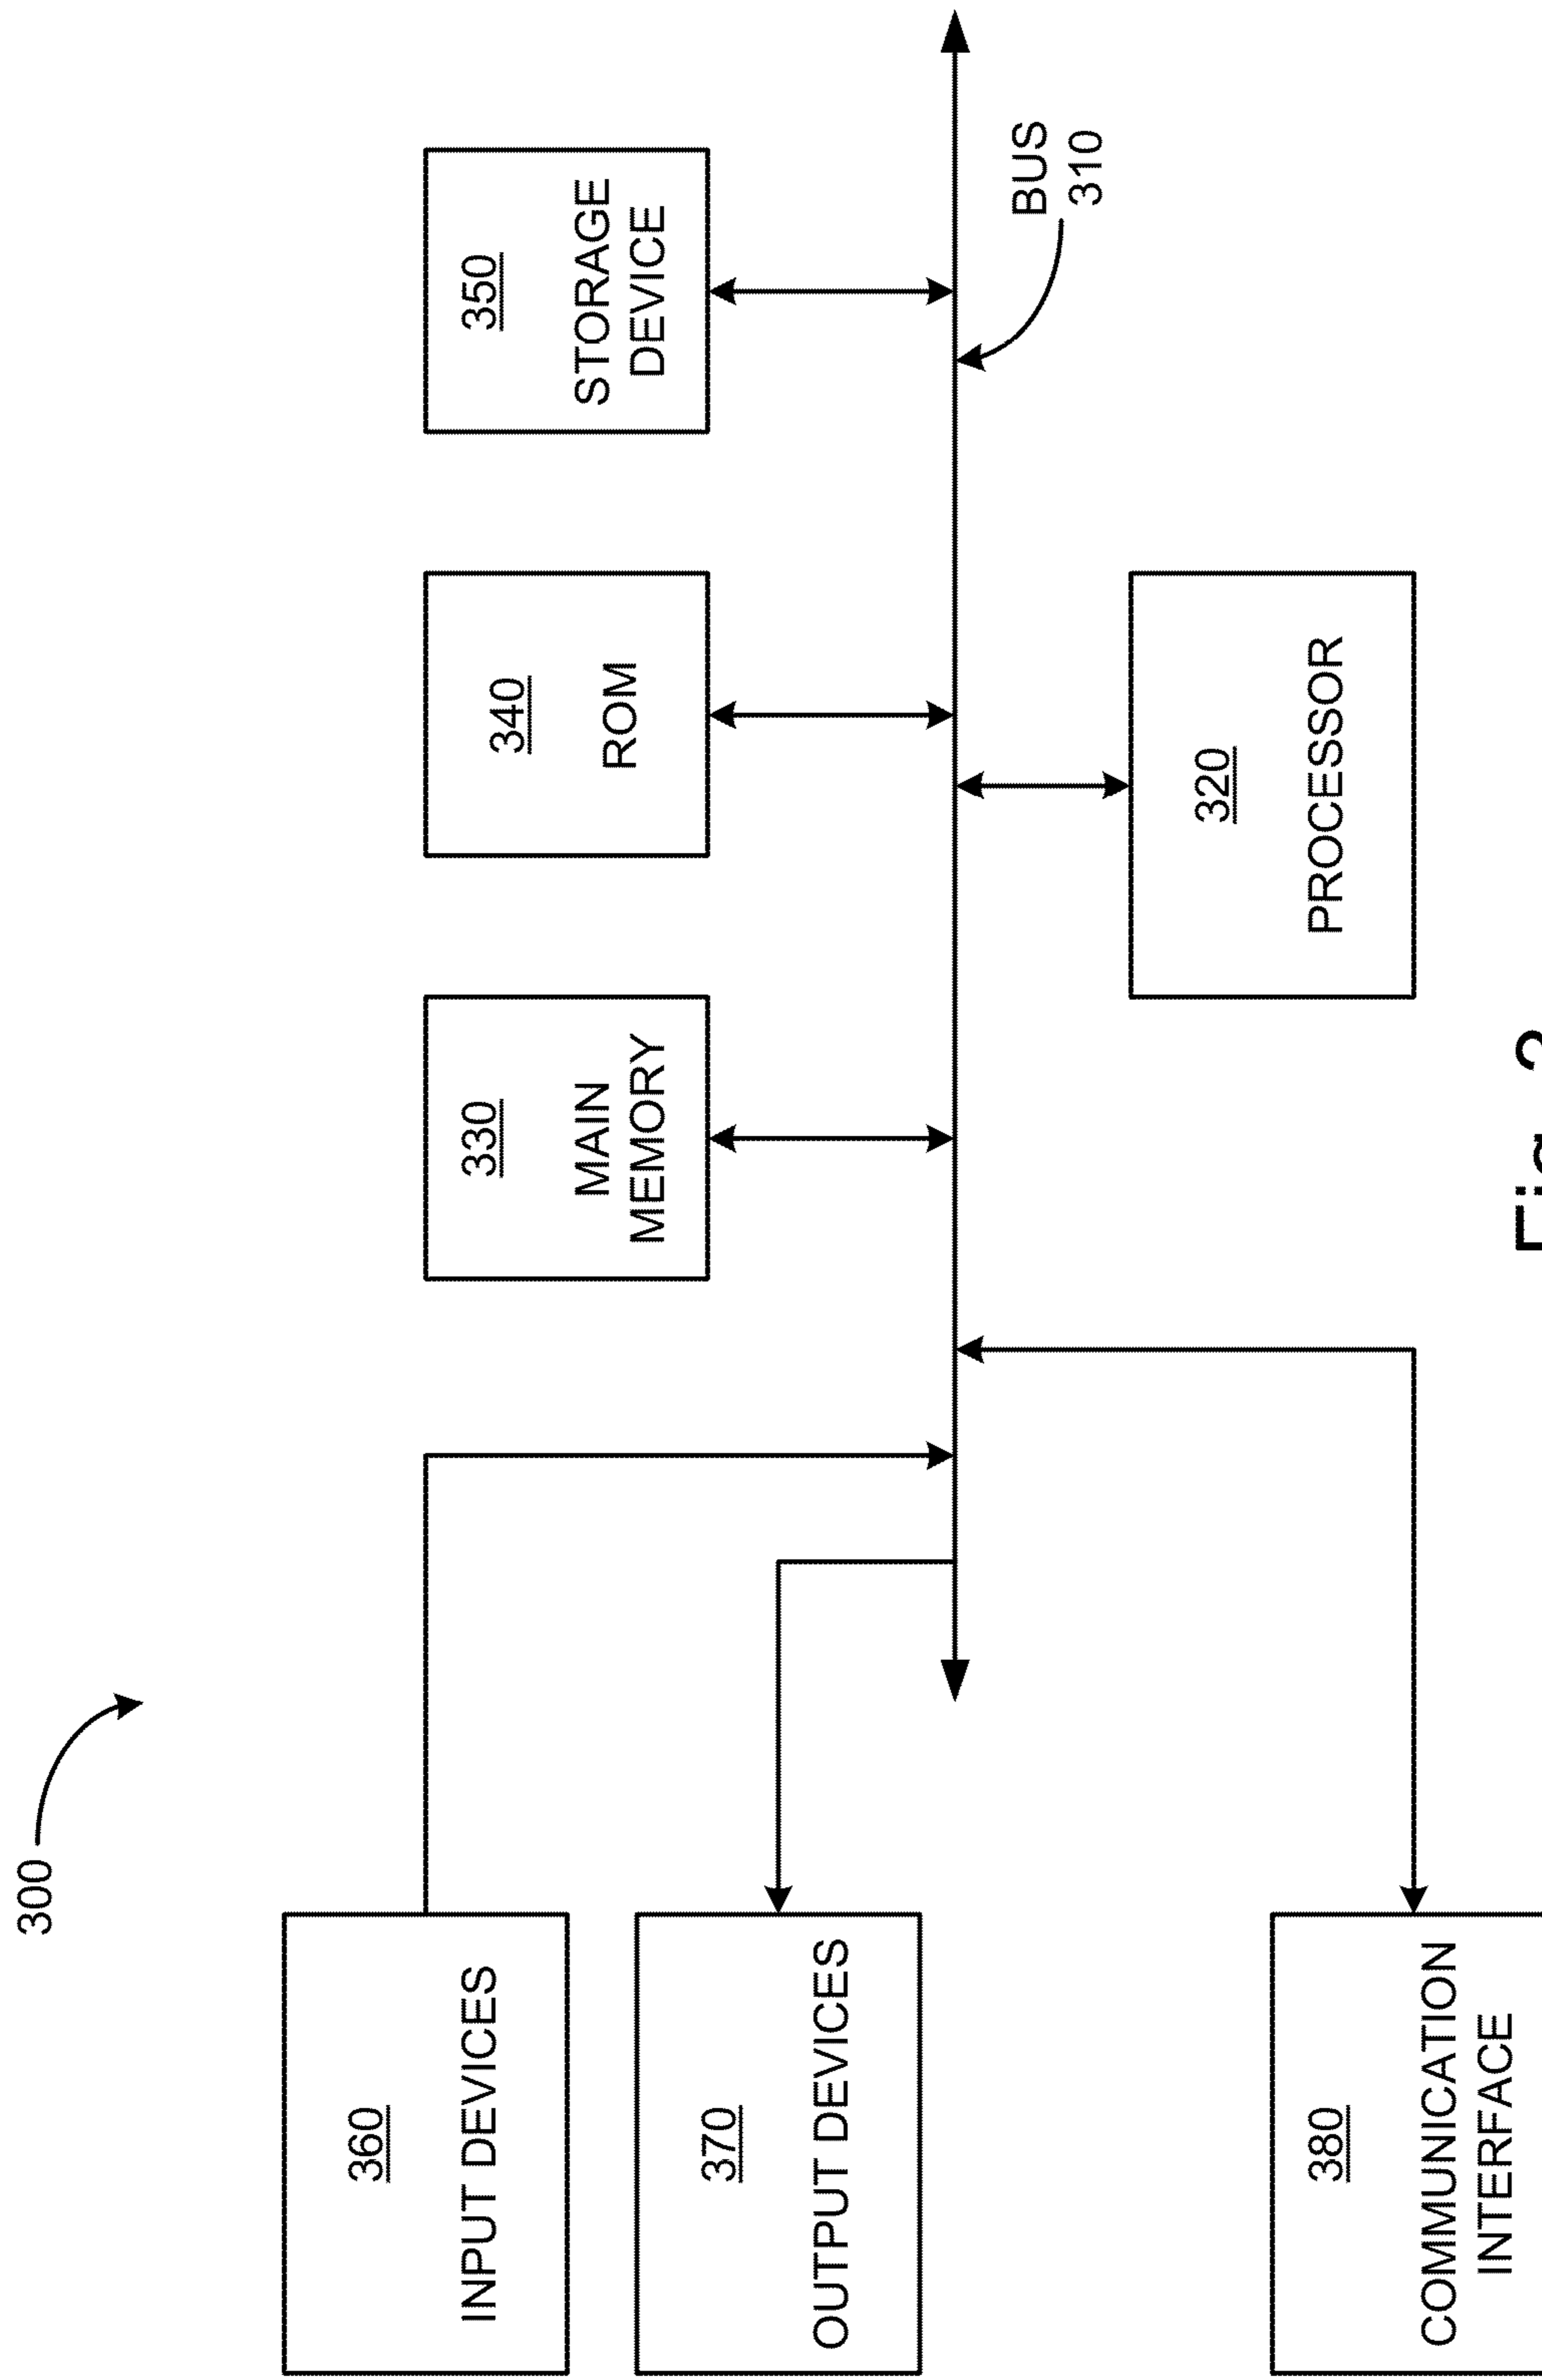 300
360
INPUT DEVICES
330
MAIN
MEMORY
340
ROM
350
STORAGE
DEVICE
370
OUTPUT DEVICES
BUS
310
320
PROCESSOR
380
COMMUNICATION
INTERFACE
Fig.